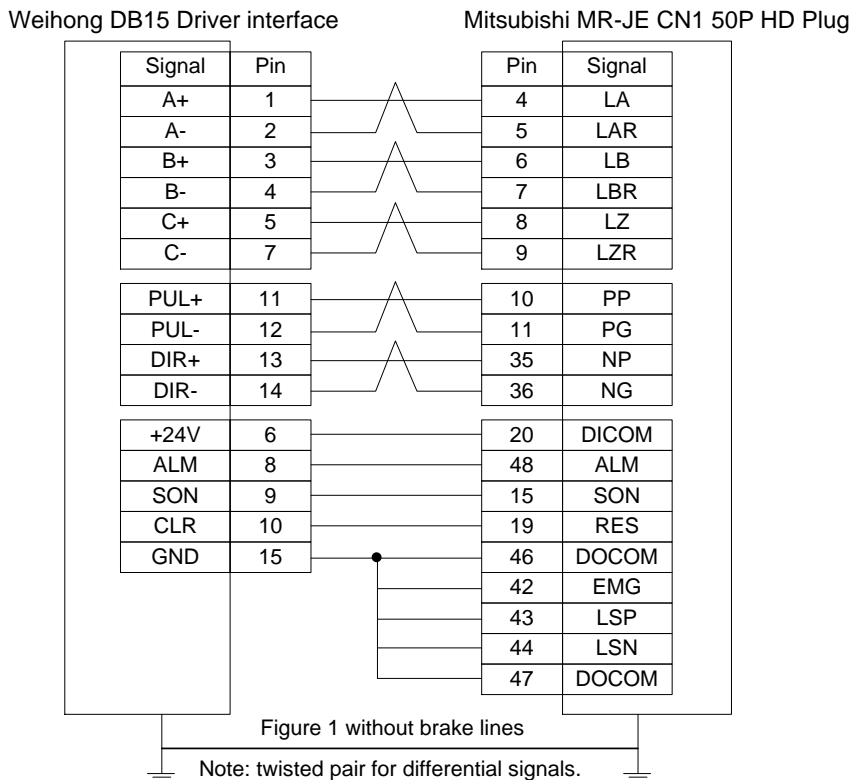 Weihong DB15 Driver interface Mitsubishi MR-JE CN1 50P HD Plug
Signal Pin Pin Signal
A+ 1 4 LA
A- 2 5 LAR
B+ 3 6 LB
B- 4 7 LBR
C+ 5 8 LZ
C- 7 9 LZR
PUL+ 11 10 PP
PUL- 12 11 PG
DIR+ 13 35 NP
DIR- 14 36 NG
+24V 6 20 DICOM
ALM 8 48 ALM
SON 9 15 SON
CLR 10 19 RES
GND 15 46 DOCOM
42 EMG
43 LSP
44 LSN
47 DOCOM
Figure 1 without brake lines
Note: twisted pair for differential signals.